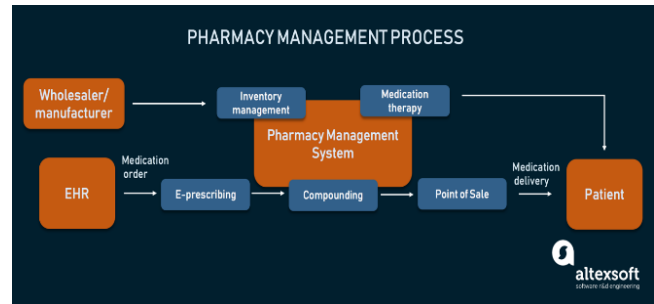 PHARMACY MANAGEMENT PROCESS
Wholesaler/
manufacturer
Inventory
management
Medication
therapy
Pharmacy Management
System
EHR
Medication
order
E-prescribing
Compounding
Point of Sale
Medication
delivery
Patient
altexsoft
software r&d engineering